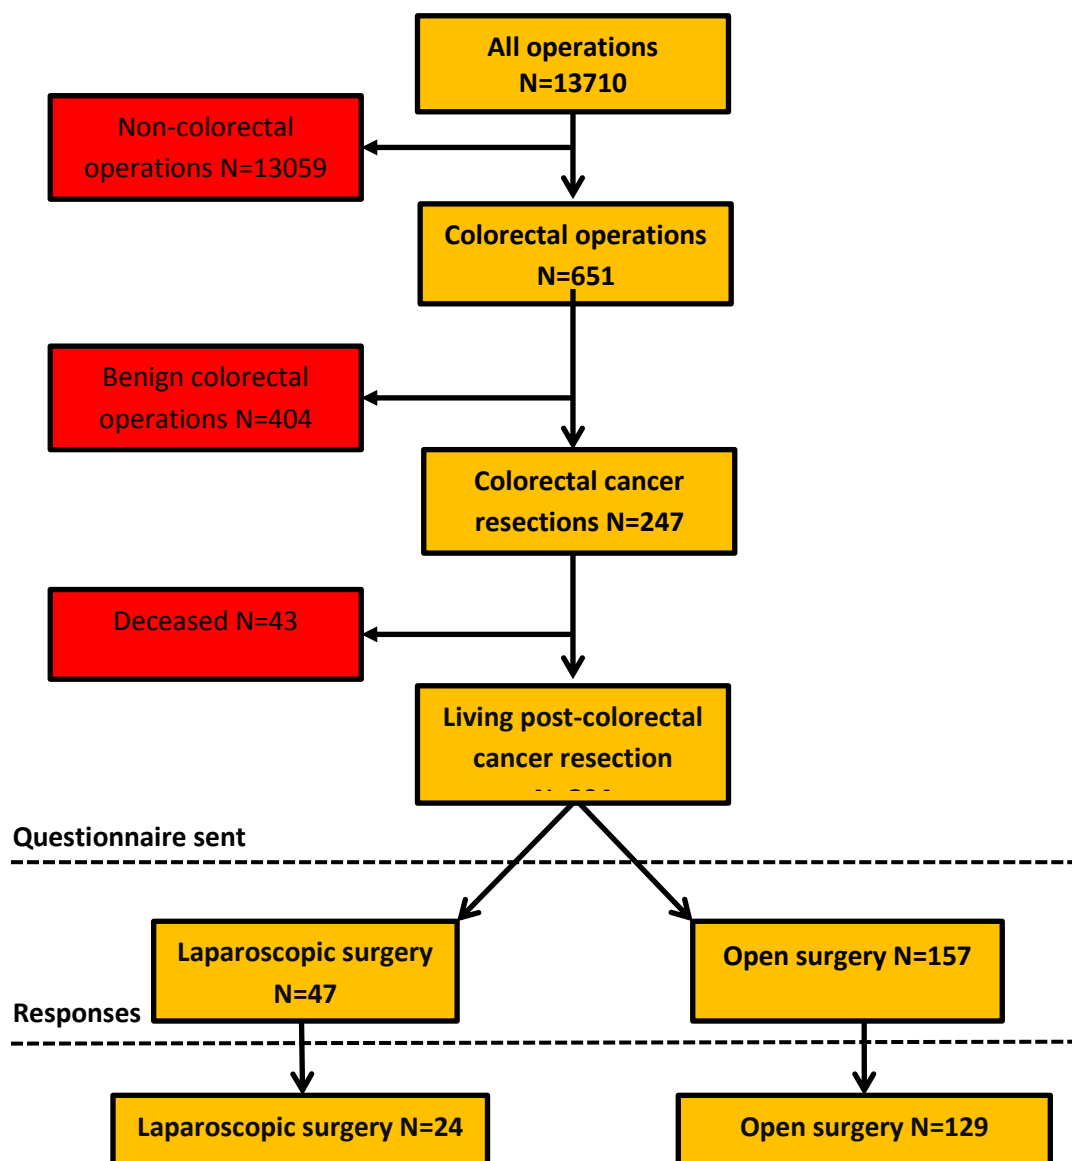 All operations
N=13710
Non-colorectal
operations N=13059
Colorectal operations
N=651
Benign colorectal
operations N=404
Colorectal cancer
resections N=247
Deceased N=43
Living post-colorectal
cancer resection
Questionnaire sent
Laparoscopic surgery
N=47
Open surgery N=157
Responses
Laparoscopic surgery N=24
Open surgery N=129